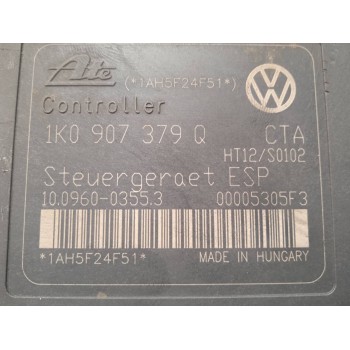 Ate (*1AH5F24F51*)
Controller
1K0 907 379 Q CTA
HT12/S0102
Steuergeraet ESP
10.0960-0355.3 00005305F3
*1AH5F24F51* MADE IN HUNGARY